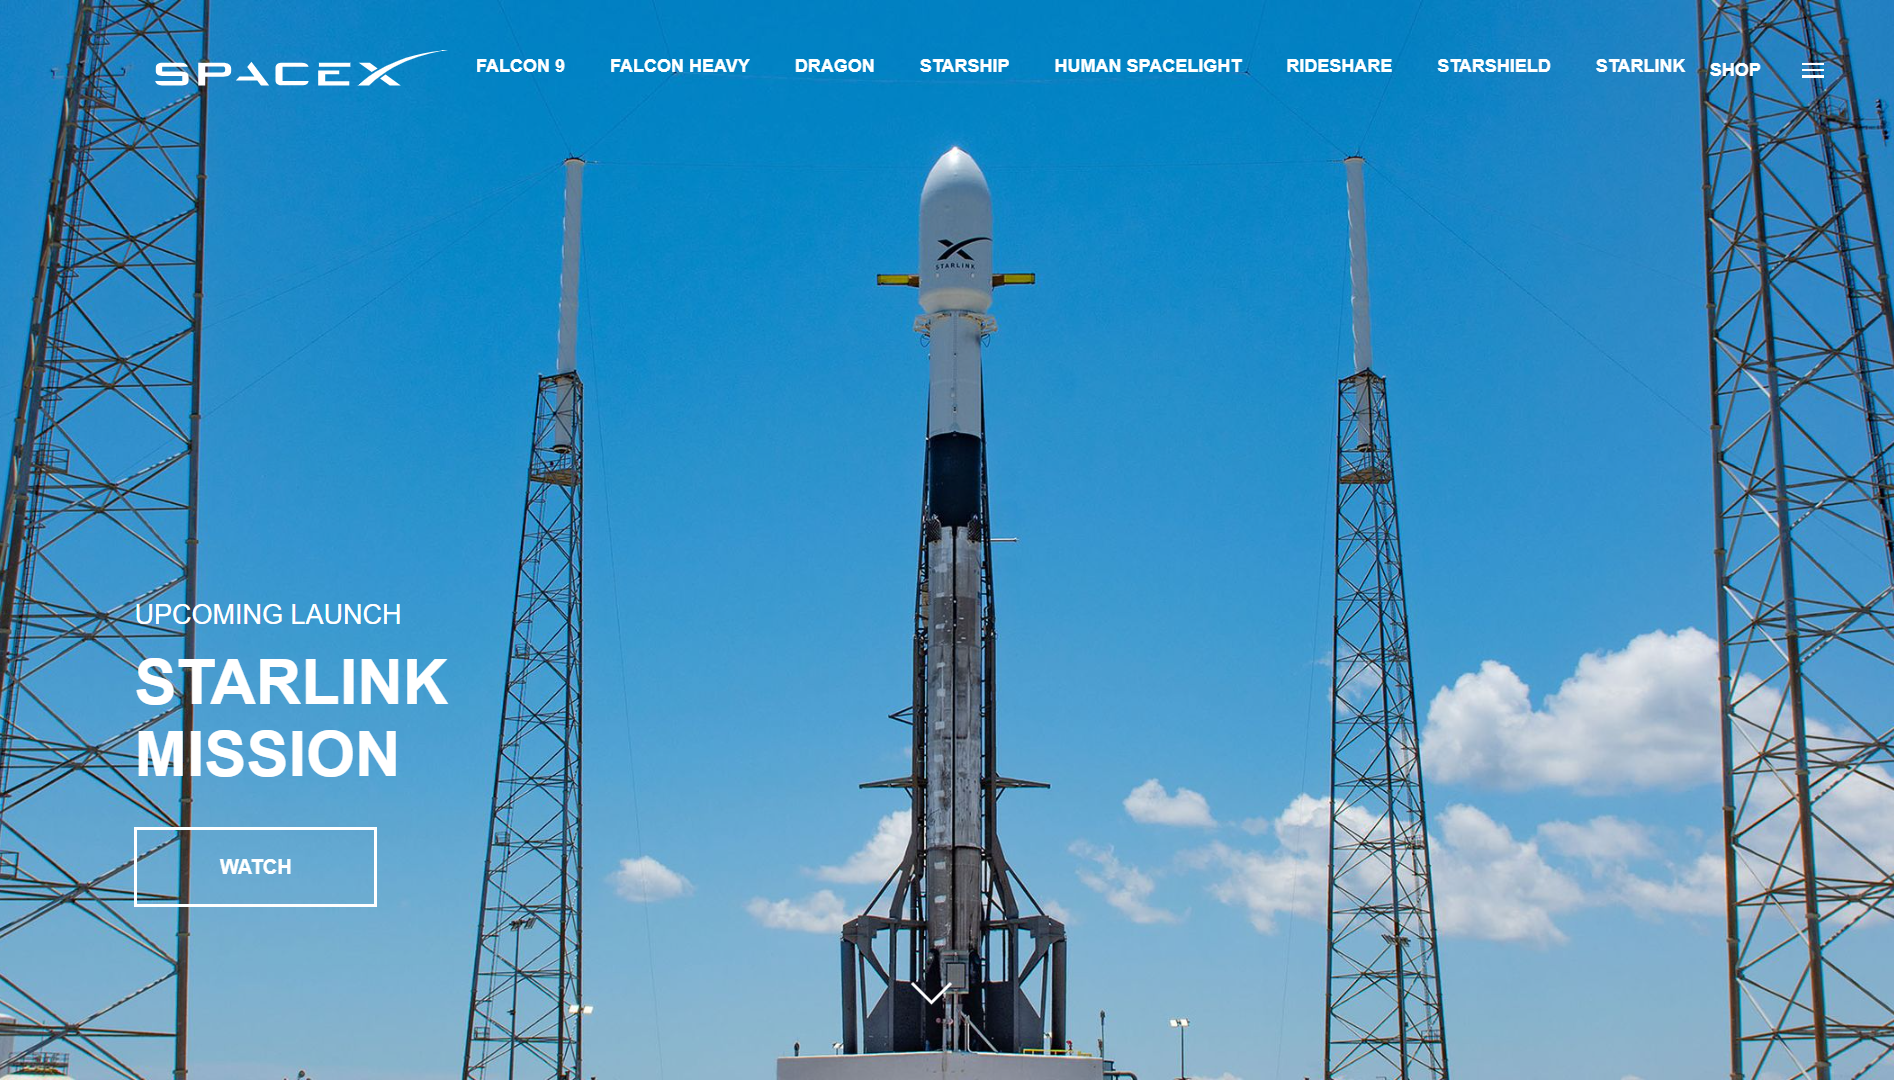 SPACEX
FALCON 9
FALCON HEAVY
DRAGON
STARSHIP
HUMAN SPACELIGHT
RIDESHARE
STARSHIELD
STARLINK
SHOP
STARLINK
UPCOMING LAUNCH
STARLINK
MISSION
WATCH